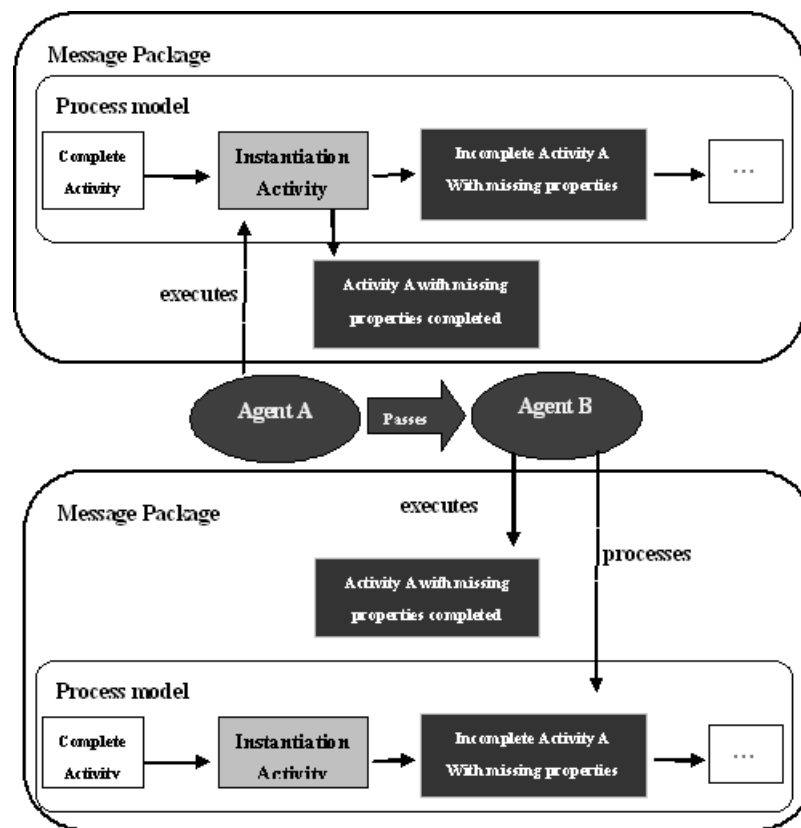 Message Package
Process model
Complete
Activity
Instantiation
Activity
Incomplete Activity A
With missing properties
...
executes
Activity A with missing
properties completed
Agent A
Passes
Agent B
Message Package
executes
processes
Activity A with missing
properties completed
Process model
Complete
Activity
Instantiation
Activity
Incomplete Activity A
With missing properties
...